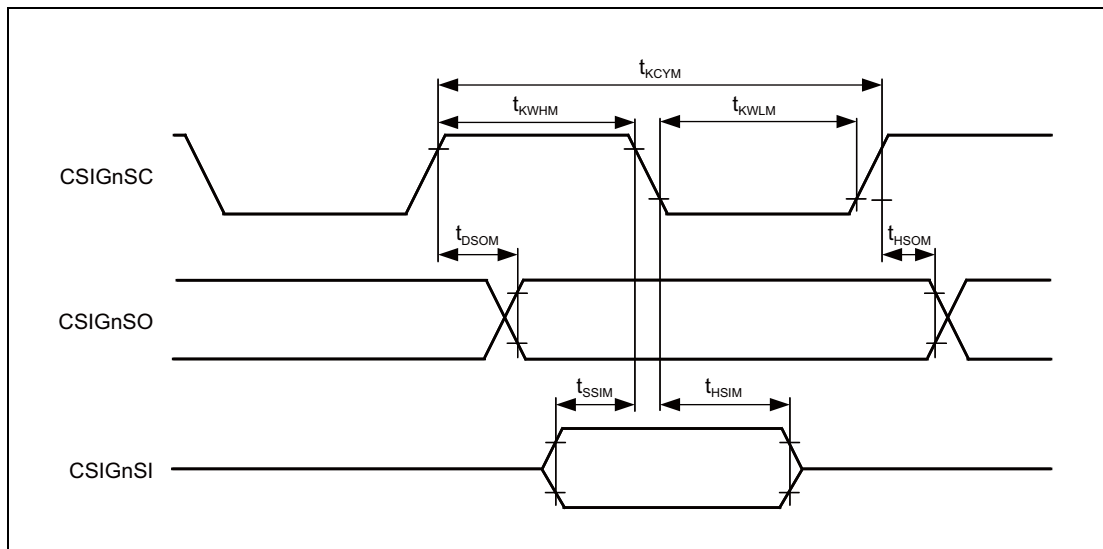 tKCYM
tKWHM
tKWLM
CSIGnSC
tDSOM
tHSOM
CSIGnSO
tSSIM
tHSIM
CSIGnSI